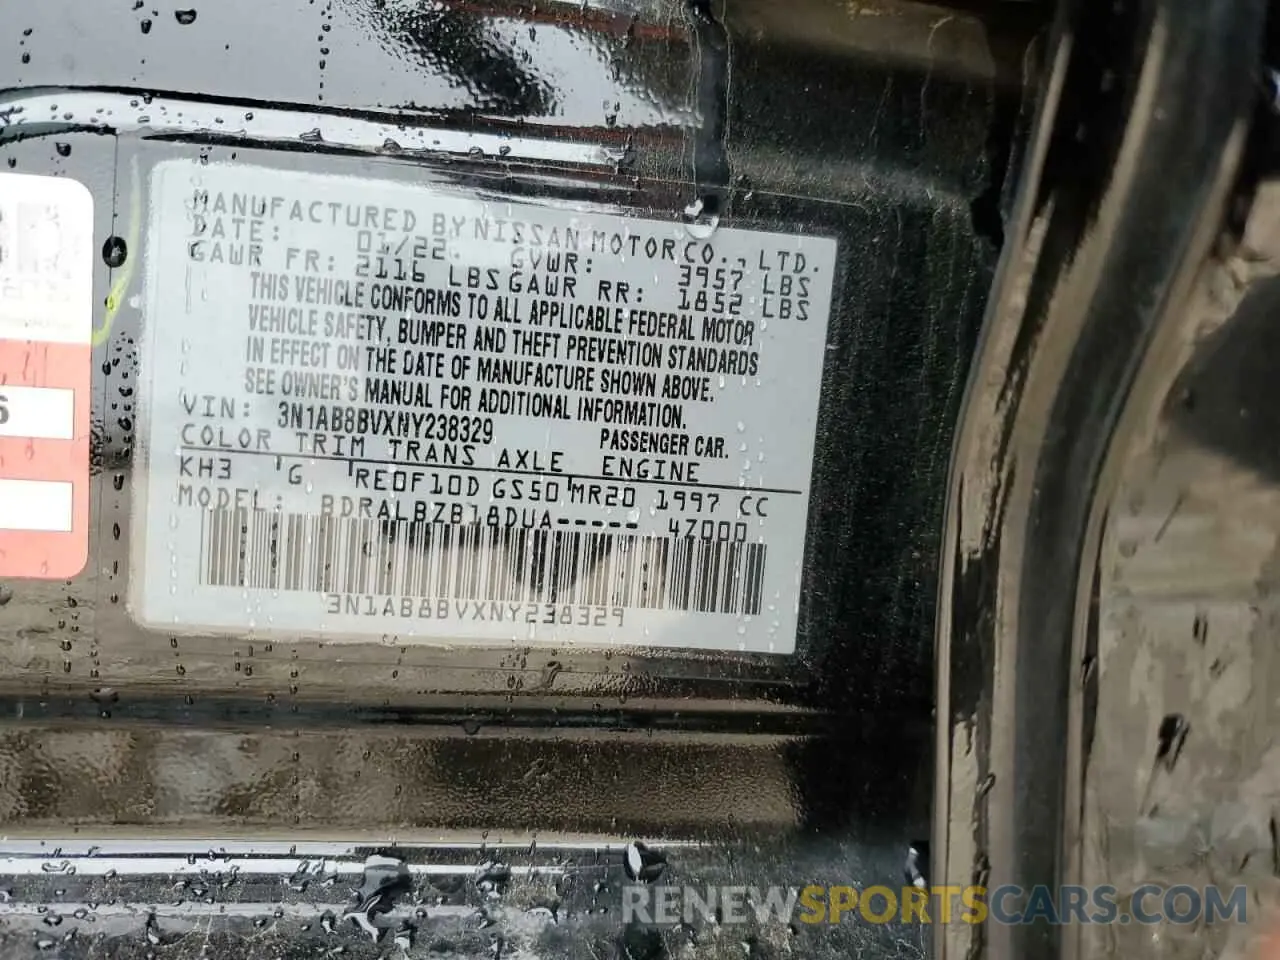 MANUFACTURED BY NISSAN MOTOR CO., LTD.
DATE: 01/22. GVWR: 3957 LBS
GAWR FR: 2116 LBS GAWR RR: 1852 LBS
THIS VEHICLE CONFORMS TO ALL APPLICABLE FEDERAL MOTOR
VEHICLE SAFETY, BUMPER AND THEFT PREVENTION STANDARDS
IN EFFECT ON THE DATE OF MANUFACTURE SHOWN ABOVE.
SEE OWNER'S MANUAL FOR ADDITIONAL INFORMATION.
VIN: 3N1AB8BVXNY238329 PASSENGER CAR.
COLOR TRIM TRANS AXLE ENGINE
KH3 G RE0F10D GS50 MR20 1997 CC
MODEL: BDRALBZB18DUA----- 4Z000
3N1AB8BVXNY238329
6
RENEWSPORTSCARS.COM